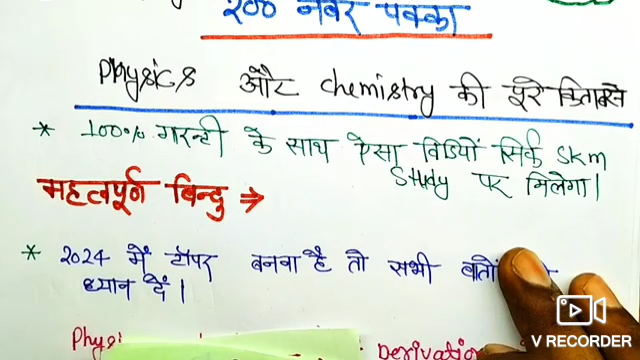 200 नंबर पक्का
Physics और chemistry की पूरे
* 100% गारन्टी के साथ ऐसा विडियों सिर्फ SKM
Study पर मिलेगा।
महत्वपूर्ण बिन्दु ⇒
* 2024 में टॉपर बनना है तो सभी बातों
ध्यान दें।
Physi
Derivation
V RECORDER